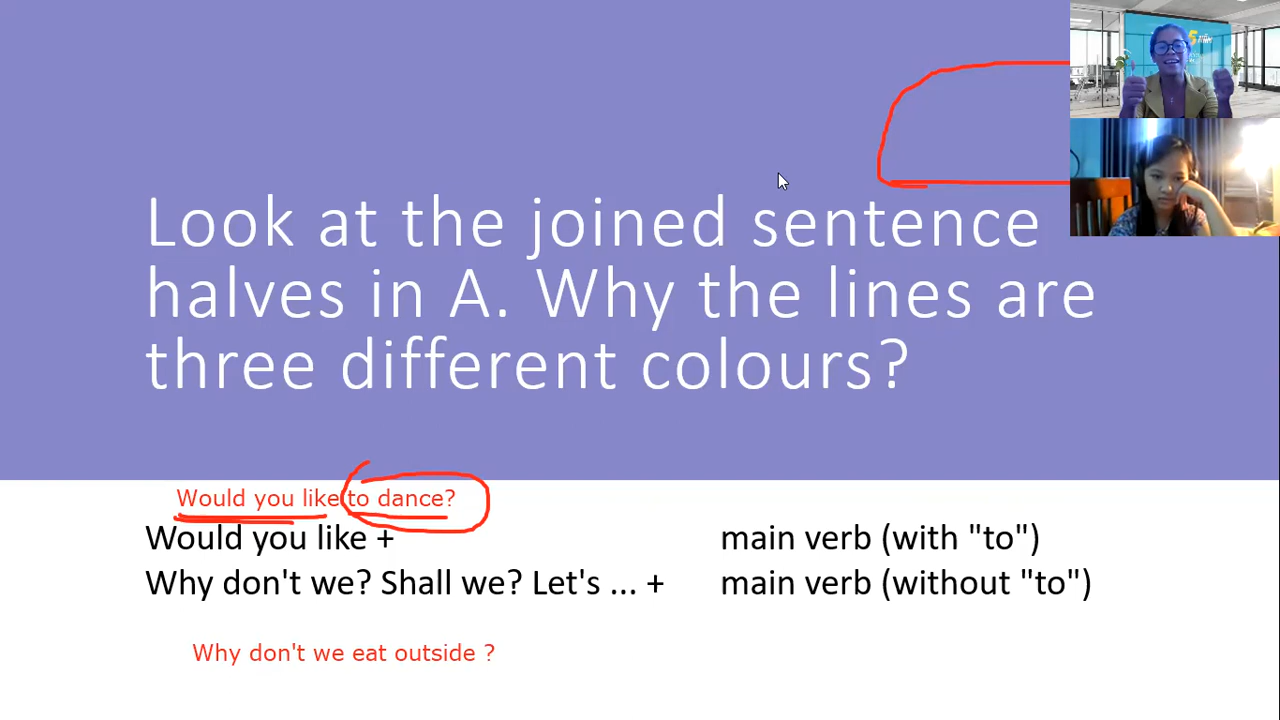 Look at the joined sentence
halves in A. Why the lines are
three different colours?
Would you like to dance?
Would you like + main verb (with "to")
Why don't we? Shall we? Let's ... + main verb (without "to")
Why don't we eat outside ?